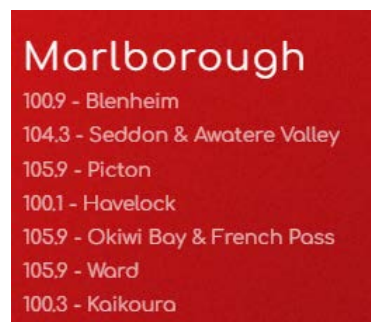 Marlborough
100.9 - Blenheim
104.3 - Seddon & Awatere Valley
105.9 - Picton
100.1 - Havelock
105.9 - Okiwi Bay & French Pass
105.9 - Ward
100.3 - Kaikoura